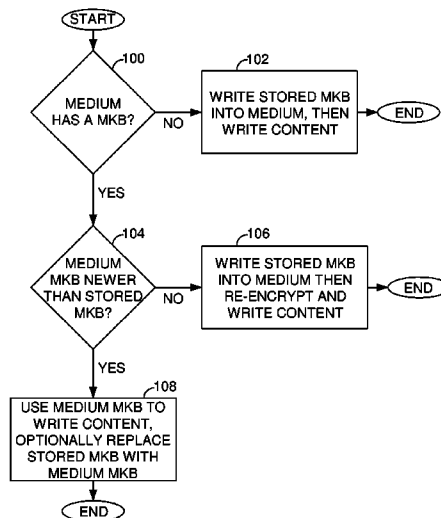 START
100
MEDIUM
HAS A MKB?
NO
102
WRITE STORED MKB
INTO MEDIUM, THEN
WRITE CONTENT
END
YES
104
MEDIUM
MKB NEWER
THAN STORED
MKB?
NO
106
WRITE STORED MKB
INTO MEDIUM THEN
RE-ENCRYPT AND
WRITE CONTENT
END
YES
108
USE MEDIUM MKB TO
WRITE CONTENT,
OPTIONALLY REPLACE
STORED MKB WITH
MEDIUM MKB
END